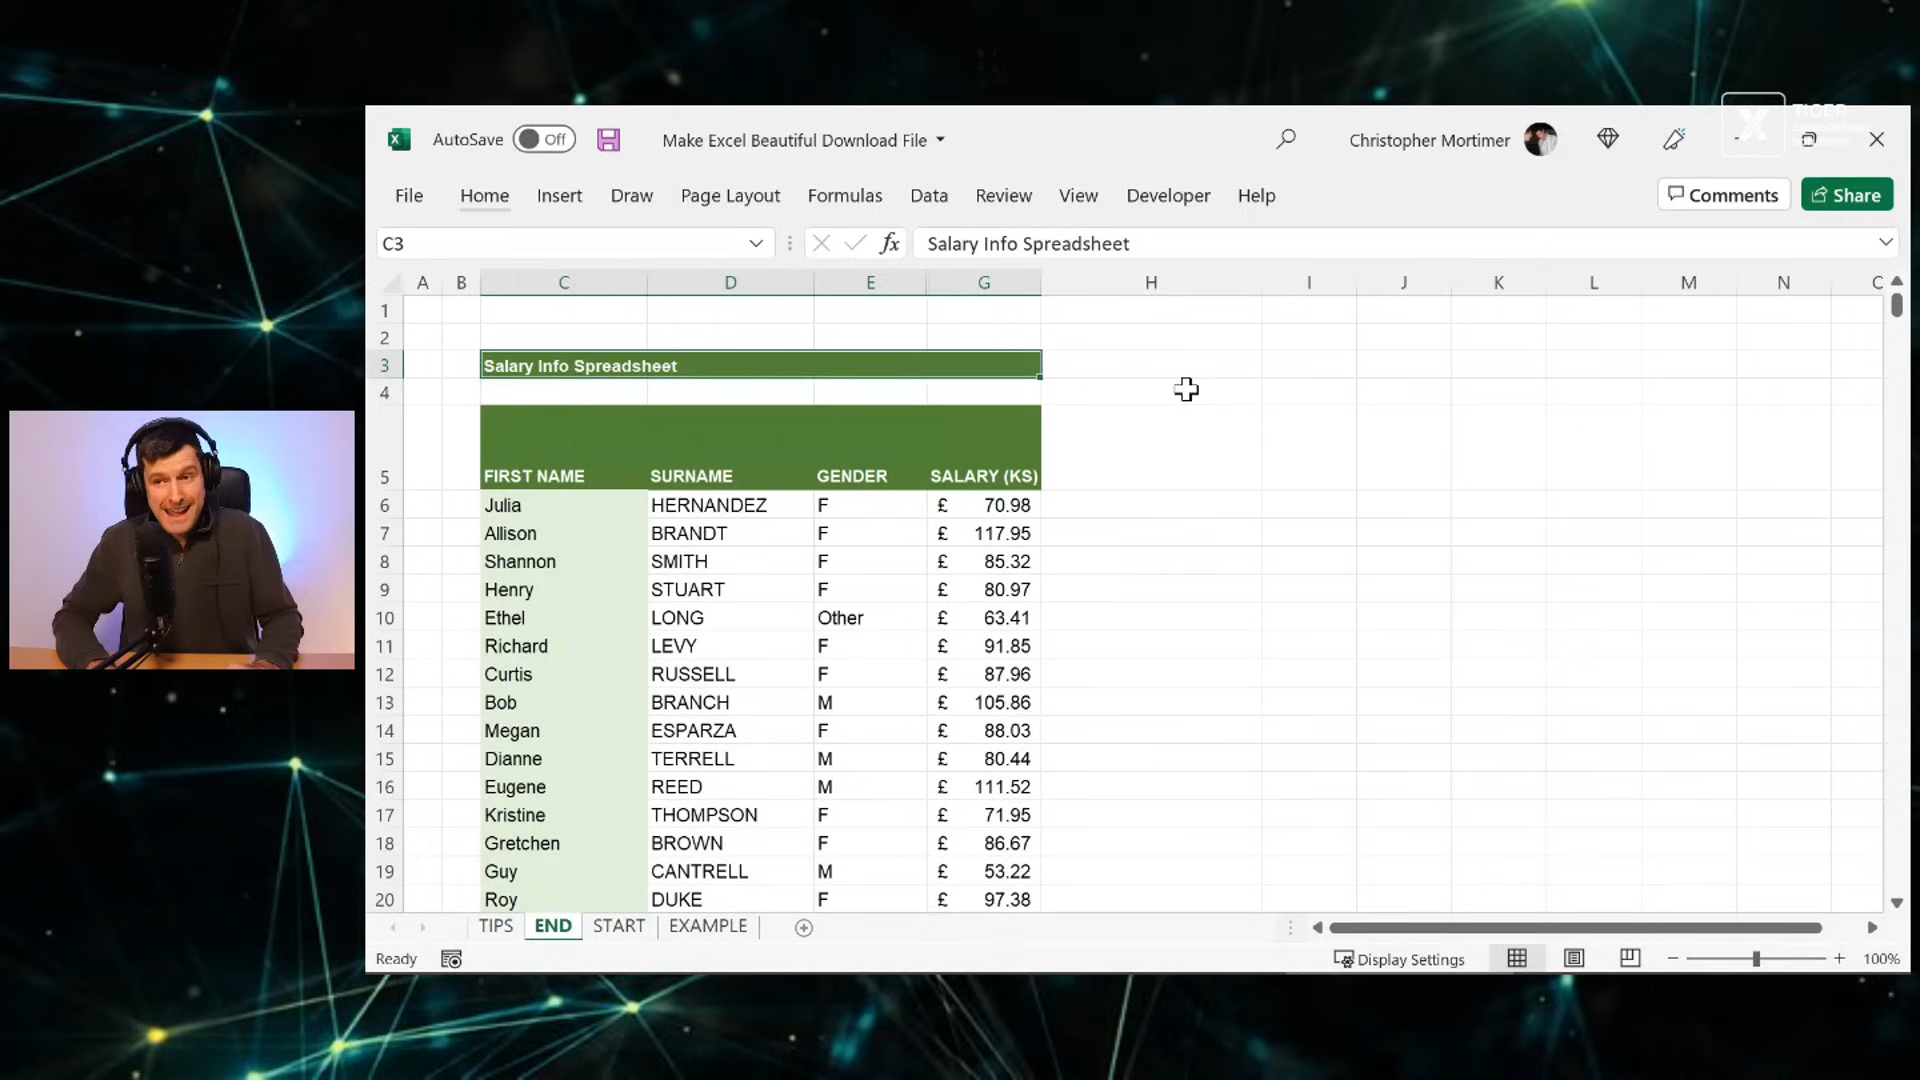 TIGER
AutoSave Off Make Excel Beautiful Download File Christopher Mortimer
File Home Insert Draw Page Layout Formulas Data Review View Developer Help Comments Share
C3 fx Salary Info Spreadsheet
A B C D E G H I J K L M N C
1
2
3 Salary Info Spreadsheet
4
5 FIRST NAME SURNAME GENDER SALARY (KS)
6 Julia HERNANDEZ F £ 70.98
7 Allison BRANDT F £ 117.95
8 Shannon SMITH F £ 85.32
9 Henry STUART F £ 80.97
10 Ethel LONG Other £ 63.41
11 Richard LEVY F £ 91.85
12 Curtis RUSSELL F £ 87.96
13 Bob BRANCH M £ 105.86
14 Megan ESPARZA F £ 88.03
15 Dianne TERRELL M £ 80.44
16 Eugene REED M £ 111.52
17 Kristine THOMPSON F £ 71.95
18 Gretchen BROWN F £ 86.67
19 Guy CANTRELL M £ 53.22
20 Roy DUKE F £ 97.38
TIPS END START EXAMPLE
Ready Display Settings 100%